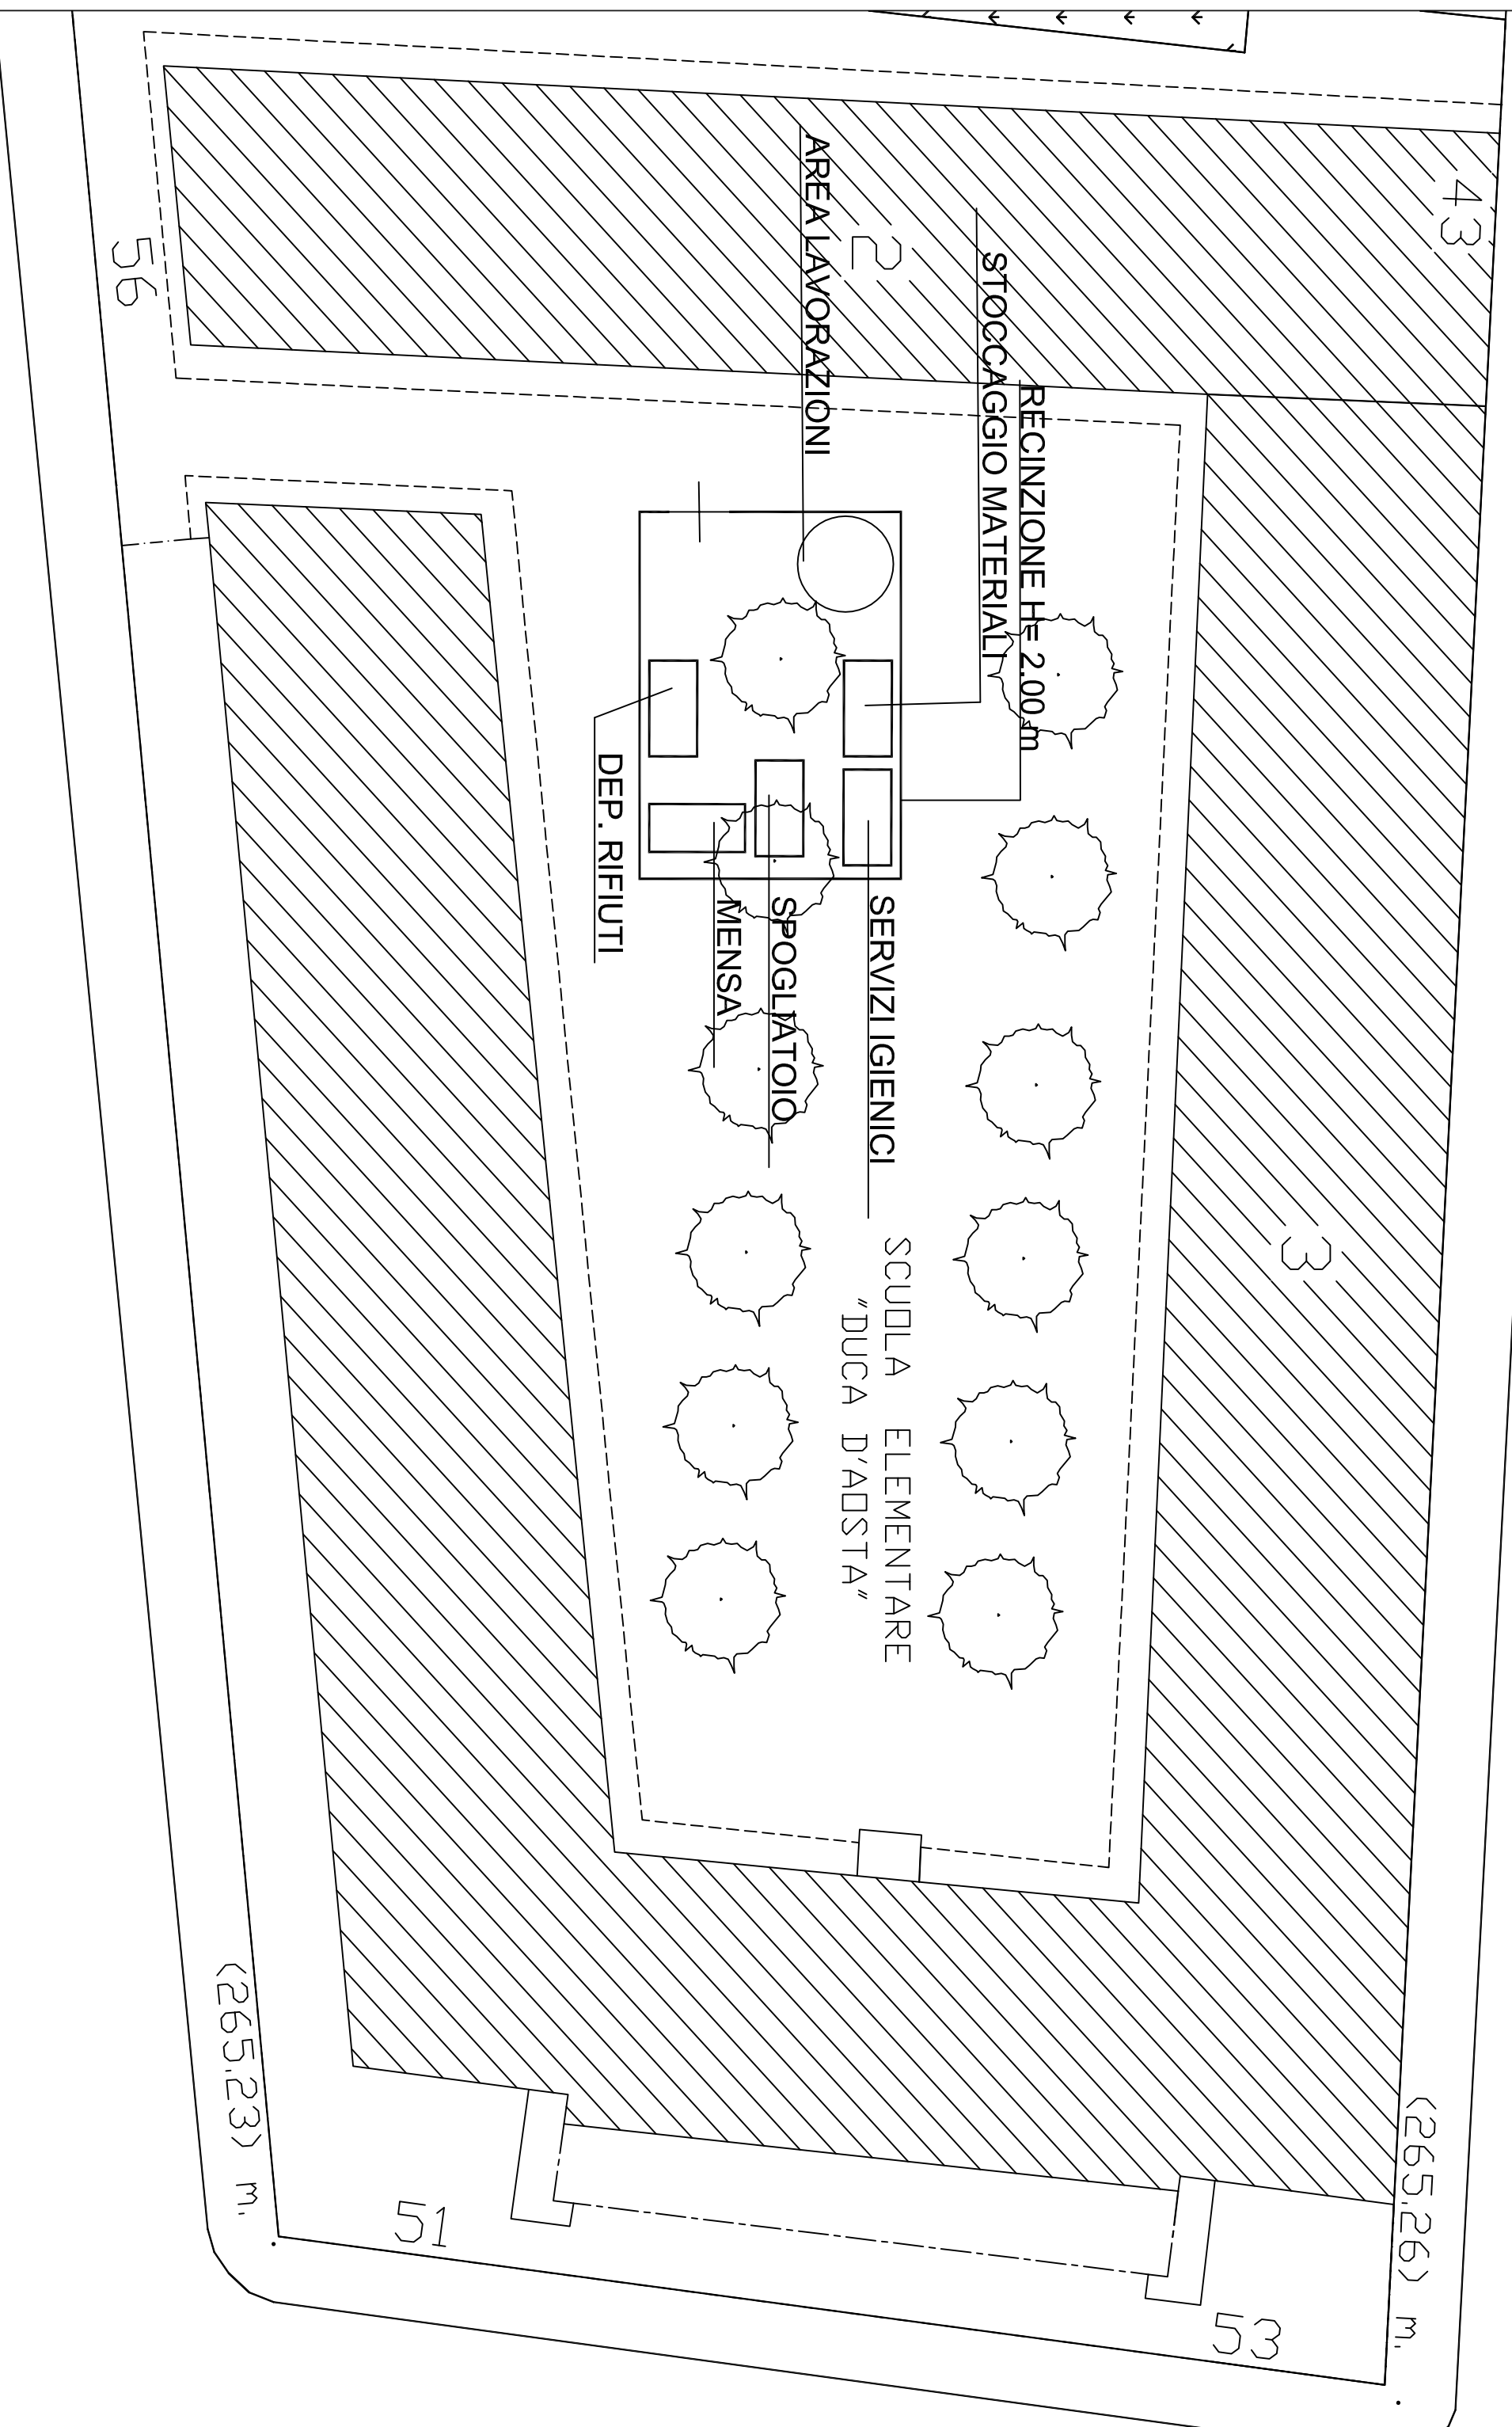 43
2
56
AREA LAVORAZIONI
STOCCAGGIO MATERIALI
RECINZIONE H= 2.00 m
DEP. RIFIUTI
MENSA
SPOGLIATOIO
SERVIZI IGIENICI
3
SCUOLA ELEMENTARE
"DUCA D'AOSTA"
(265.23) m.
(265.26) m.
51
53